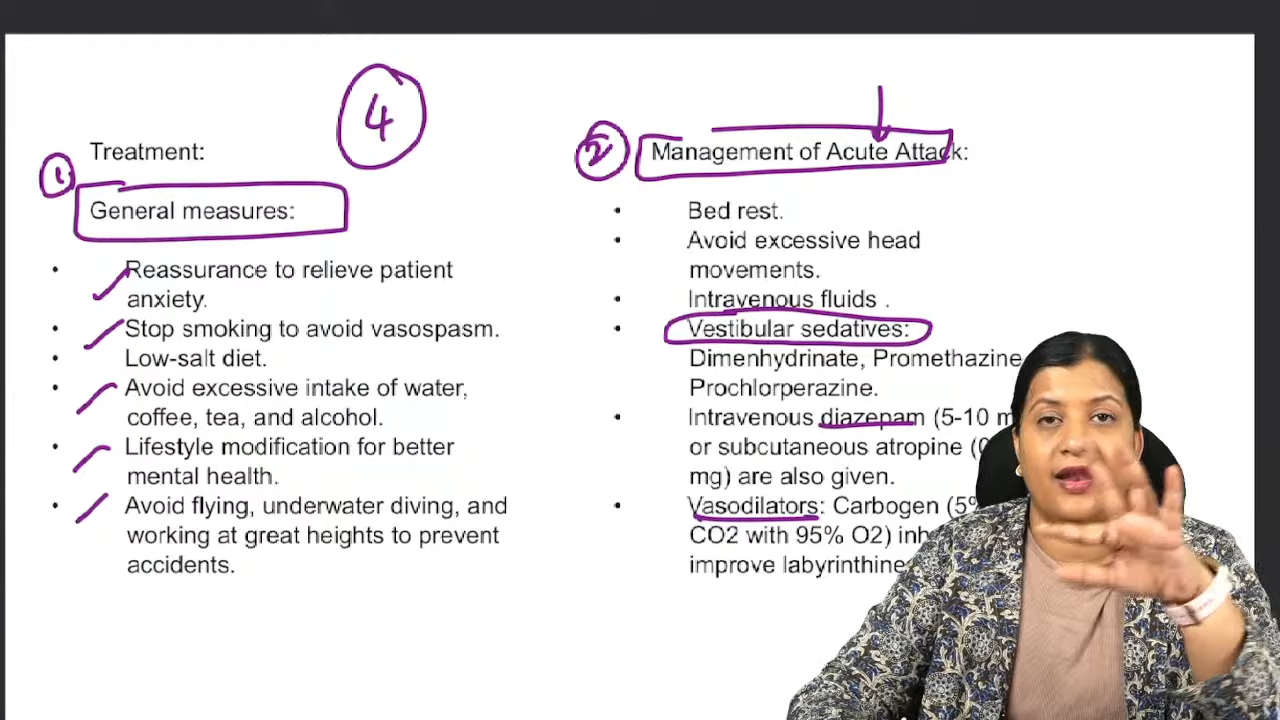 4
Treatment:
1
General measures:
• Reassurance to relieve patient
anxiety.
• Stop smoking to avoid vasospasm.
• Low-salt diet.
• Avoid excessive intake of water,
coffee, tea, and alcohol.
• Lifestyle modification for better
mental health.
• Avoid flying, underwater diving, and
working at great heights to prevent
accidents.
2
Management of Acute Attack:
• Bed rest.
• Avoid excessive head
movements.
• Intravenous fluids .
• Vestibular sedatives:
Dimenhydrinate, Promethazine
Prochlorperazine.
• Intravenous diazepam (5-10
or subcutaneous atropine
mg) are also given.
• Vasodilators: Carbogen (5%
CO2 with 95% O2)
improve labyrinthine